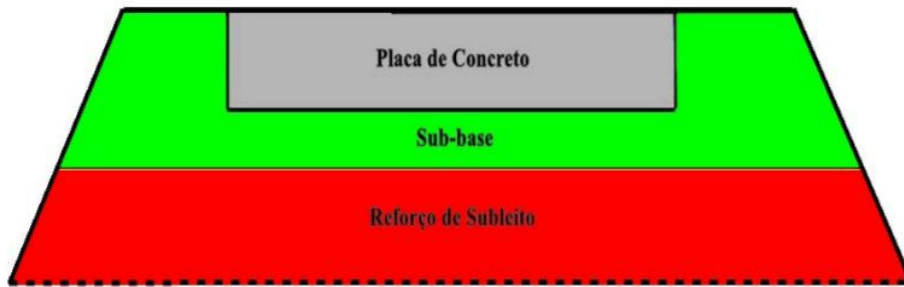 Placa de Concreto
Sub-base
Reforço de Subleito